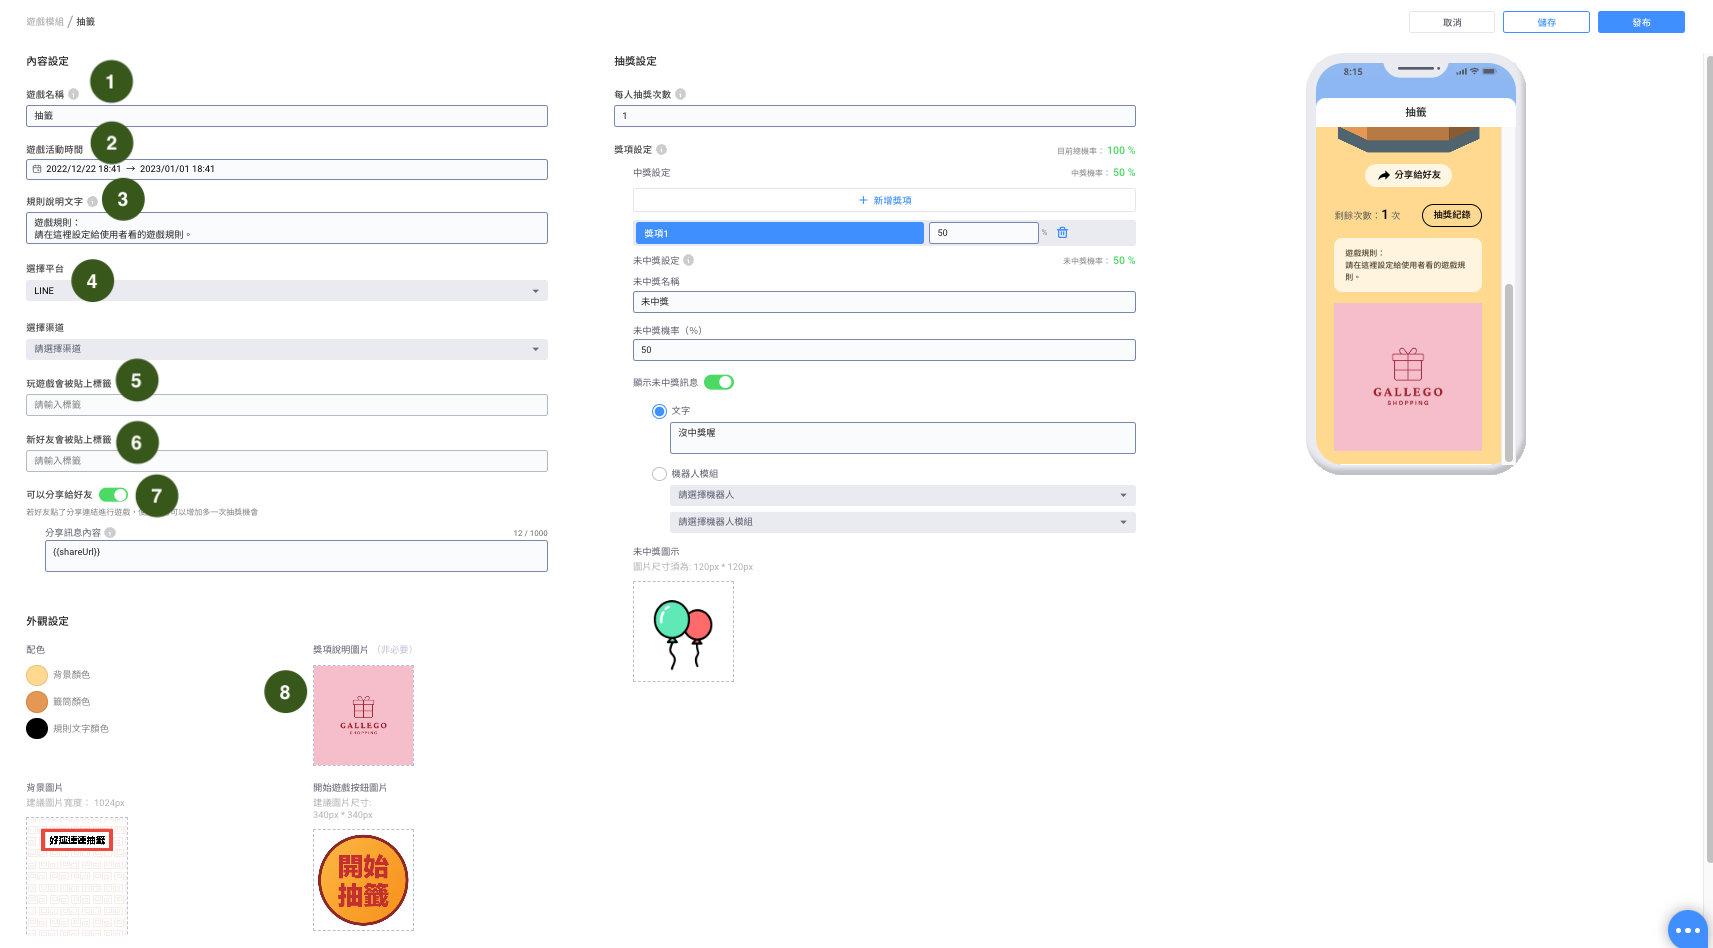 遊戲模組 / 抽籤
取消
儲存
發布
內容設定
1
遊戲名稱
抽籤
2
遊戲活動時間
2022/12/22 18:41 → 2023/01/01 18:41
3
規則說明文字
遊戲規則：
請在這裡設定給使用者看的遊戲規則。
選擇平台
4
LINE
選擇渠道
請選擇渠道
玩遊戲會被貼上標籤
5
請輸入標籤
新好友會被貼上標籤
6
請輸入標籤
可以分享給好友
7
若好友點了分享連結進行遊戲，使 可以增加多一次抽獎機會
分享訊息內容
12 / 1000
{{shareUrl}}
外觀設定
配色
背景顏色
籤筒顏色
規則文字顏色
獎項說明圖片 （非必要）
8
GALLEGO
SHOPPING
背景圖片
建議圖片寬度： 1024px
好運連連抽籤
開始遊戲按鈕圖片
建議圖片尺寸:
340px * 340px
開始
抽籤
抽獎設定
每人抽獎次數
1
獎項設定
目前總機率： 100 %
中獎設定
中獎機率： 50 %
+ 新增獎項
獎項1
50
%
未中獎設定
未中獎機率： 50 %
未中獎名稱
未中獎
未中獎機率（%）
50
顯示未中獎訊息
文字
沒中獎喔
機器人模組
請選擇機器人
請選擇機器人模組
未中獎圖示
圖片尺寸須為: 120px * 120px
8:15
抽籤
分享給好友
剩餘次數：1 次
抽獎紀錄
遊戲規則：
請在這裡設定給使用者看的遊戲規
則。
GALLEGO
SHOPPING